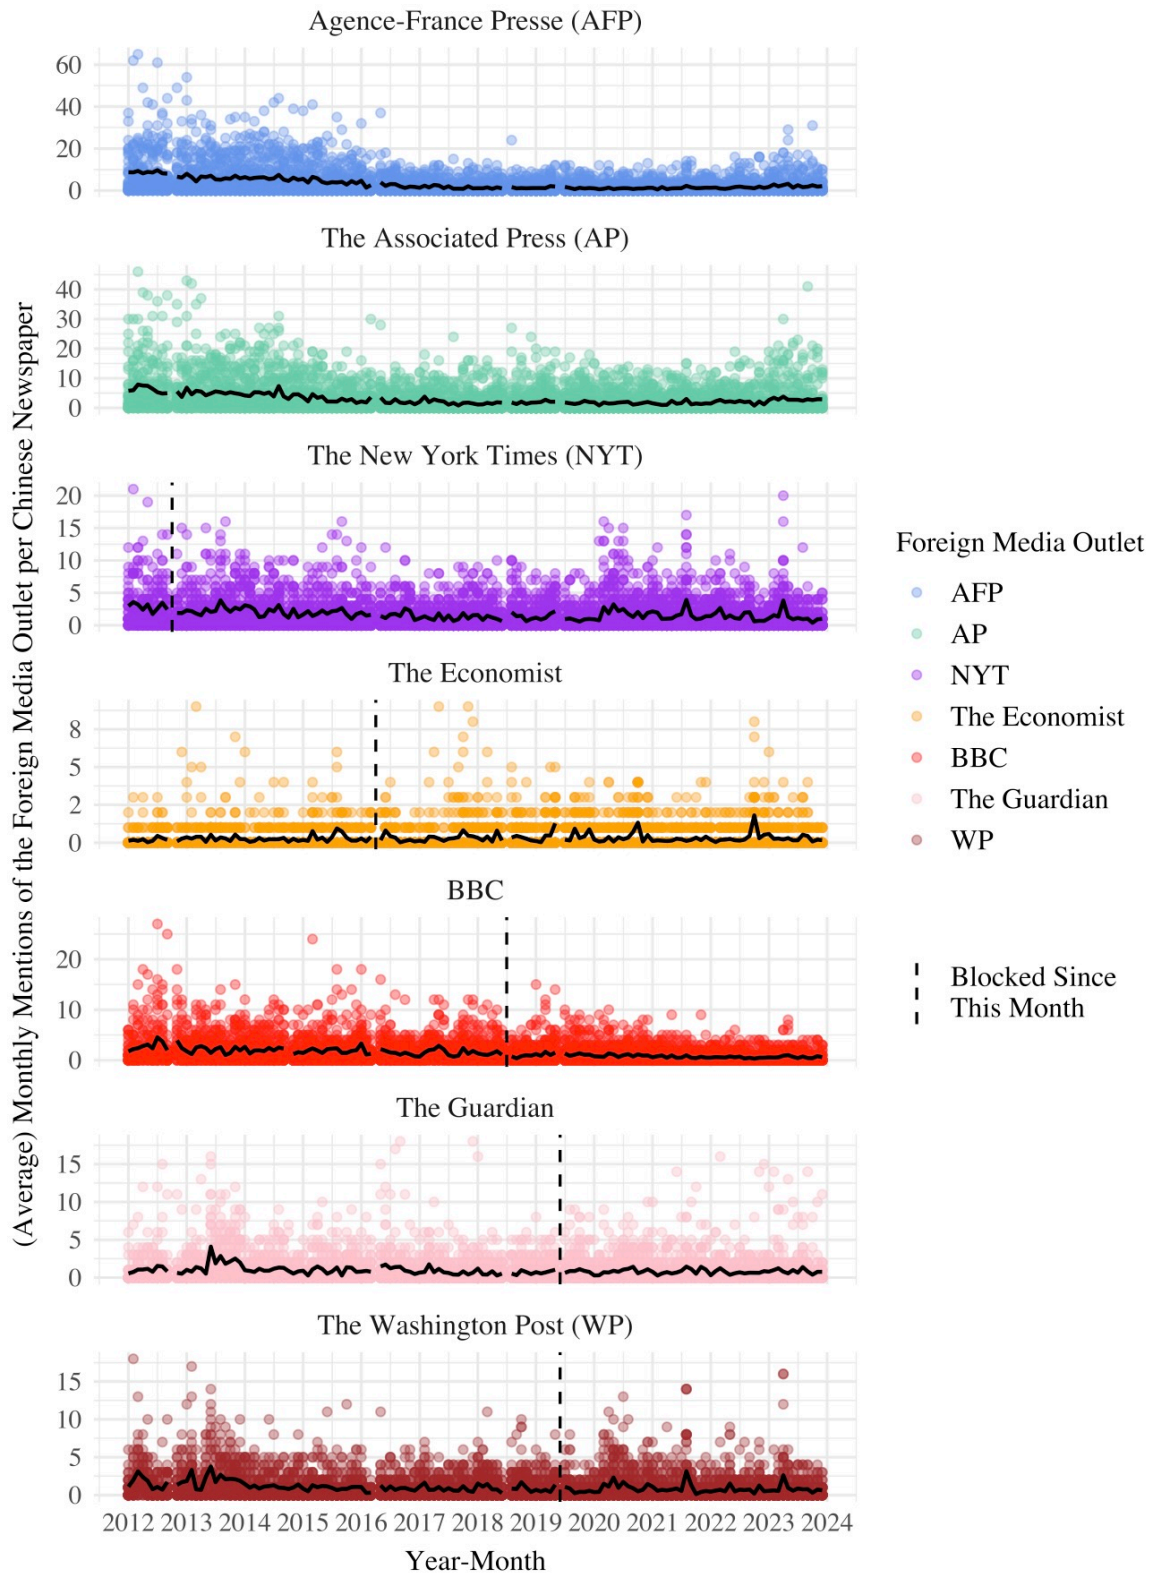 Agence-France Presse (AFP)
60
40
20
0
The Associated Press (AP)
40
30
20
10
0
The New York Times (NYT)
20
15
10
5
0
The Economist
8
5
2
0
BBC
20
10
0
The Guardian
15
10
5
0
The Washington Post (WP)
15
10
5
0
2012 2013 2014 2015 2016 2017 2018 2019 2020 2021 2022 2023 2024
Year-Month
(Average) Monthly Mentions of the Foreign Media Outlet per Chinese Newspaper
Foreign Media Outlet
AFP
AP
NYT
The Economist
BBC
The Guardian
WP
Blocked Since
This Month